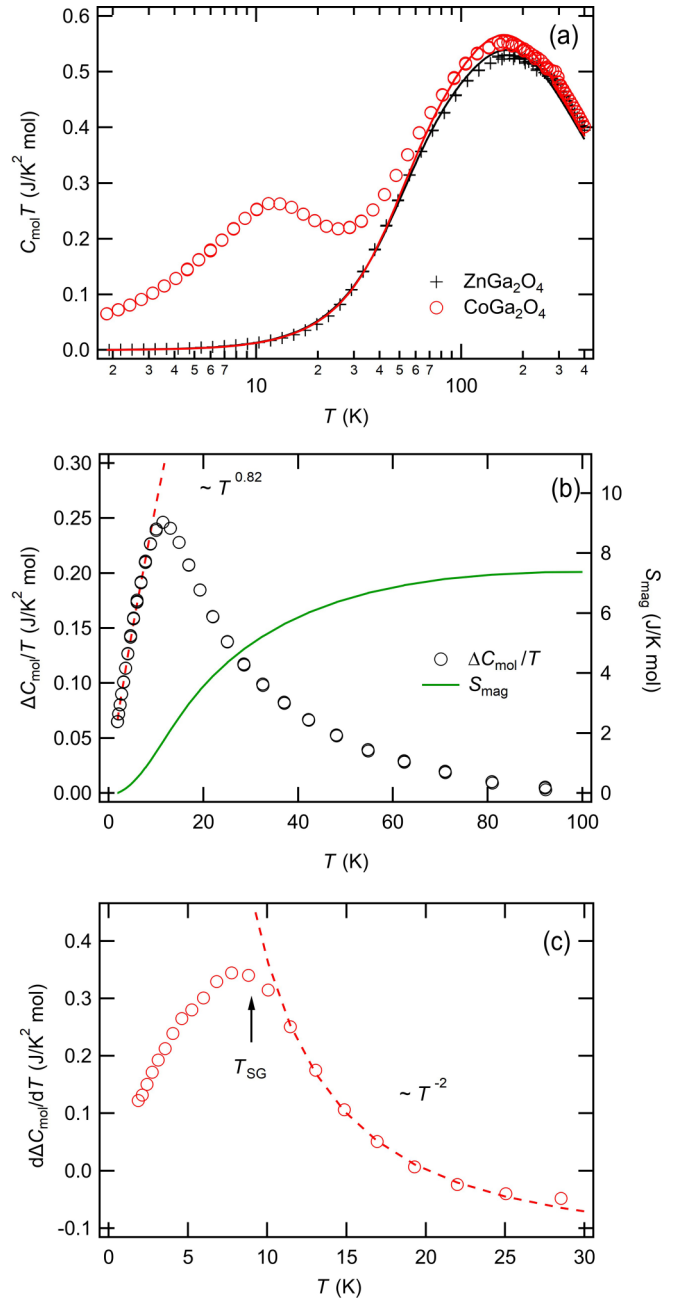 (a)
0.6
0.5
0.4
0.3
0.2
0.1
0.0
C_mol T (J/K² mol)
ZnGa₂O₄
CoGa₂O₄
2 3 4 5 6 7 10 2 3 4 5 6 7 100 2 3 4
T (K)
(b)
~ T^0.82
0.30
0.25
0.20
0.15
0.10
0.05
0.00
ΔC_mol/T (J/K² mol)
10
8
6
4
2
0
S_mag (J/K mol)
ΔC_mol/T
S_mag
0 20 40 60 80 100
T (K)
(c)
0.4
0.3
0.2
0.1
0.0
-0.1
dΔC_mol/dT (J/K² mol)
T_SG
~ T^-2
0 5 10 15 20 25 30
T (K)